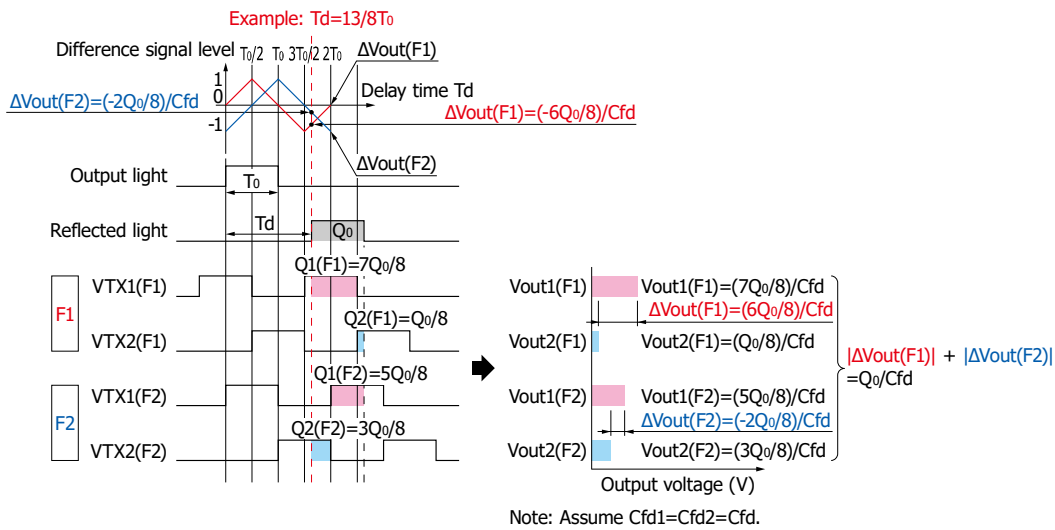 Example: Td=13/8T₀
Difference signal level
T₀/2 T₀ 3T₀/2 2T₀
ΔVout(F1)
1
0
-1
Delay time Td
ΔVout(F2)=(-2Q₀/8)/Cfd
ΔVout(F1)=(-6Q₀/8)/Cfd
ΔVout(F2)
Output light
T₀
Reflected light
Td
Q₀
F1
VTX1(F1)
Q1(F1)=7Q₀/8
VTX2(F1)
Q2(F1)=Q₀/8
F2
VTX1(F2)
Q1(F2)=5Q₀/8
VTX2(F2)
Q2(F2)=3Q₀/8
Vout1(F1)
Vout1(F1)=(7Q₀/8)/Cfd
ΔVout(F1)=(6Q₀/8)/Cfd
Vout2(F1)
Vout2(F1)=(Q₀/8)/Cfd
Vout1(F2)
Vout1(F2)=(5Q₀/8)/Cfd
ΔVout(F2)=(-2Q₀/8)/Cfd
Vout2(F2)
Vout2(F2)=(3Q₀/8)/Cfd
|ΔVout(F1)| + |ΔVout(F2)|
=Q₀/Cfd
Output voltage (V)
Note: Assume Cfd1=Cfd2=Cfd.